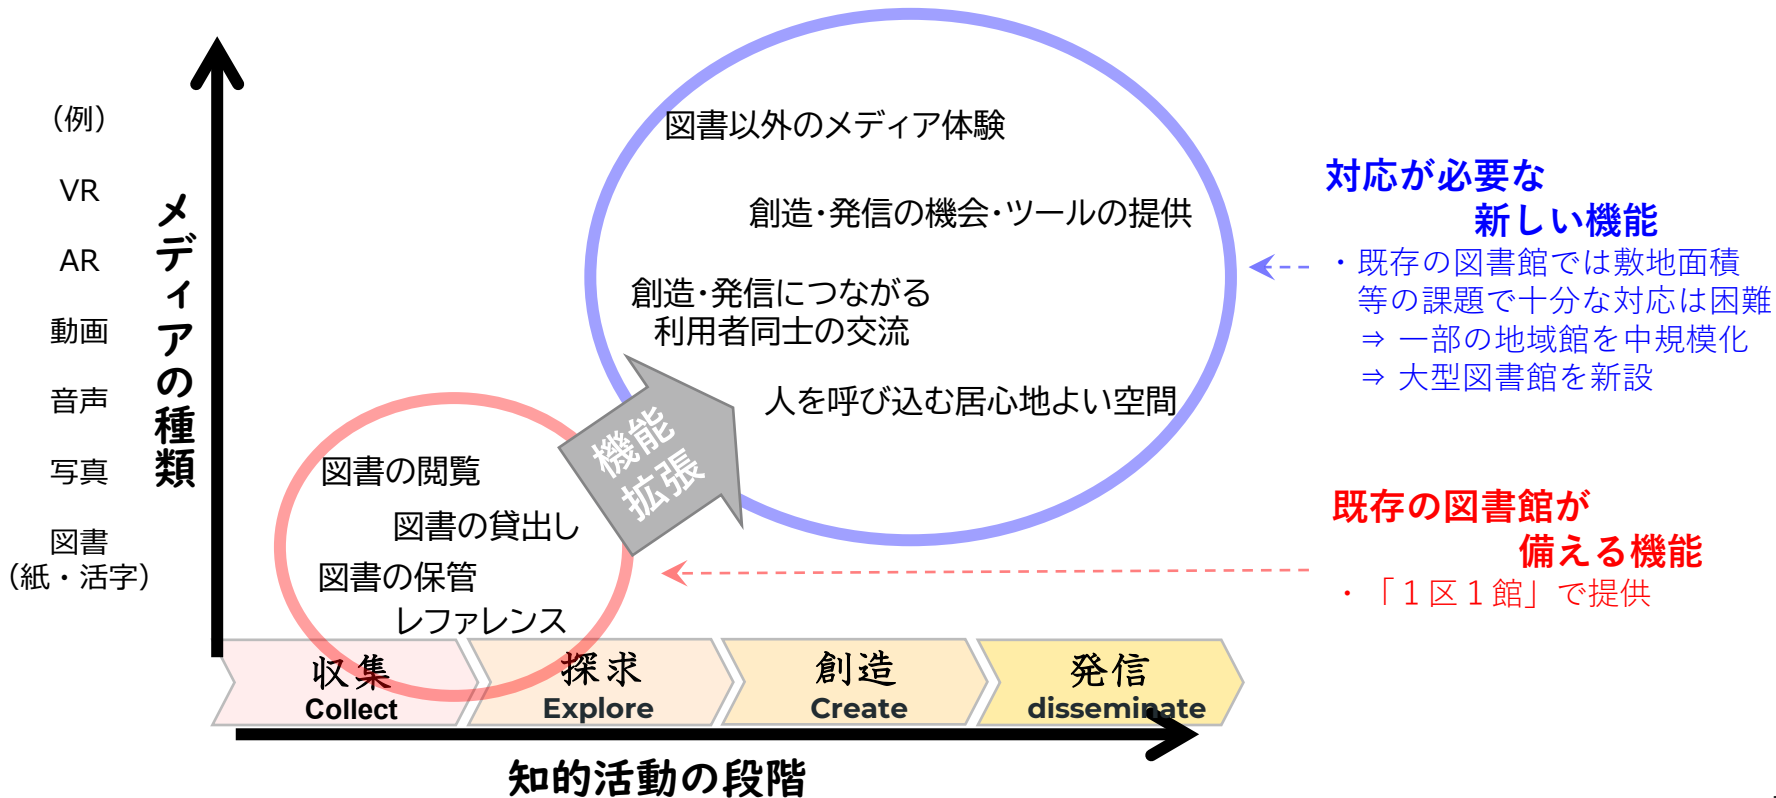 （例）
VR
AR
動画
音声
写真
図書
（紙・活字）
メディアの種類
図書以外のメディア体験
創造・発信の機会・ツールの提供
創造・発信につながる
利用者同士の交流
人を呼び込む居心地よい空間
機能
拡張
図書の閲覧
図書の貸出し
図書の保管
レファレンス
対応が必要な
新しい機能
・既存の図書館では敷地面積
等の課題で十分な対応は困難
⇒ 一部の地域館を中規模化
⇒ 大型図書館を新設
既存の図書館が
備える機能
・「１区１館」で提供
収集
Collect
探求
Explore
創造
Create
発信
disseminate
知的活動の段階